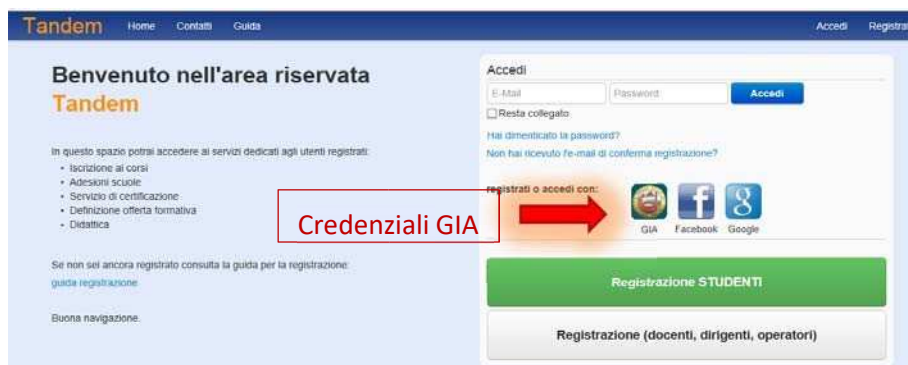 Tandem Home Contatti Guida Accedi Registra
Benvenuto nell'area riservata
Tandem
In questo spazio potrai accedere ai servizi dedicati agli utenti registrati:
• Iscrizione ai corsi
• Adesioni scuole
• Servizio di certificazione
• Definizione offerta formativa
• Didattica
Se non sei ancora registrato consulta la guida per la registrazione:
guida registrazione
Buona navigazione.
Accedi
E-Mail Password Accedi
Resta collegato
Hai dimenticato la password?
Non hai ricevuto l'e-mail di conferma registrazione?
registrati o accedi con:
Credenziali GIA
GIA Facebook Google
Registrazione STUDENTI
Registrazione (docenti, dirigenti, operatori)